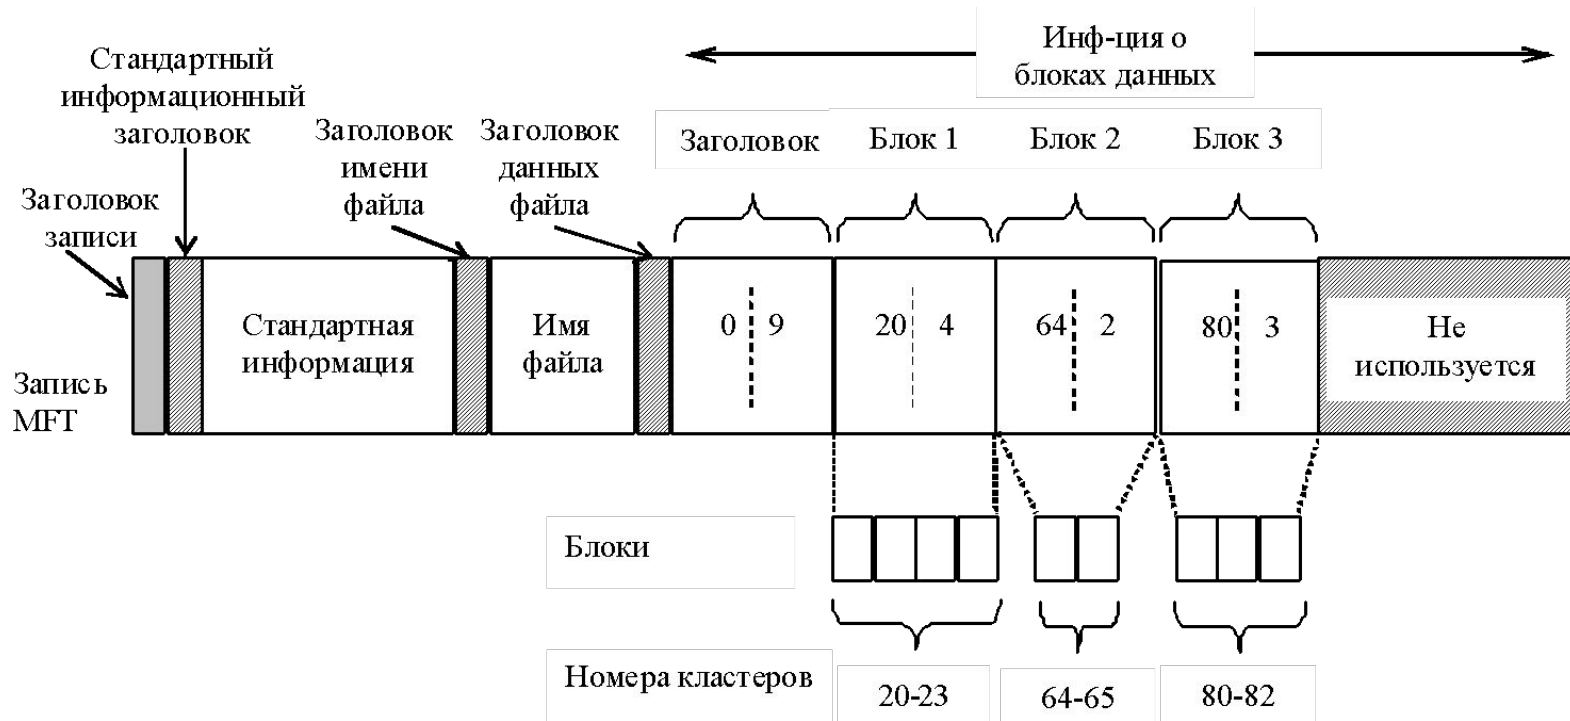 Инф-ция о
блоках данных
Стандартный
информационный
заголовок
Заголовок
имени
файла
Заголовок
данных
файла
Заголовок
Блок 1
Блок 2
Блок 3
Заголовок
записи
Запись
MFT
Стандартная
информация
Имя
файла
0 9
20 4
64 2
80 3
Не
используется
Блоки
Номера кластеров
20-23
64-65
80-82